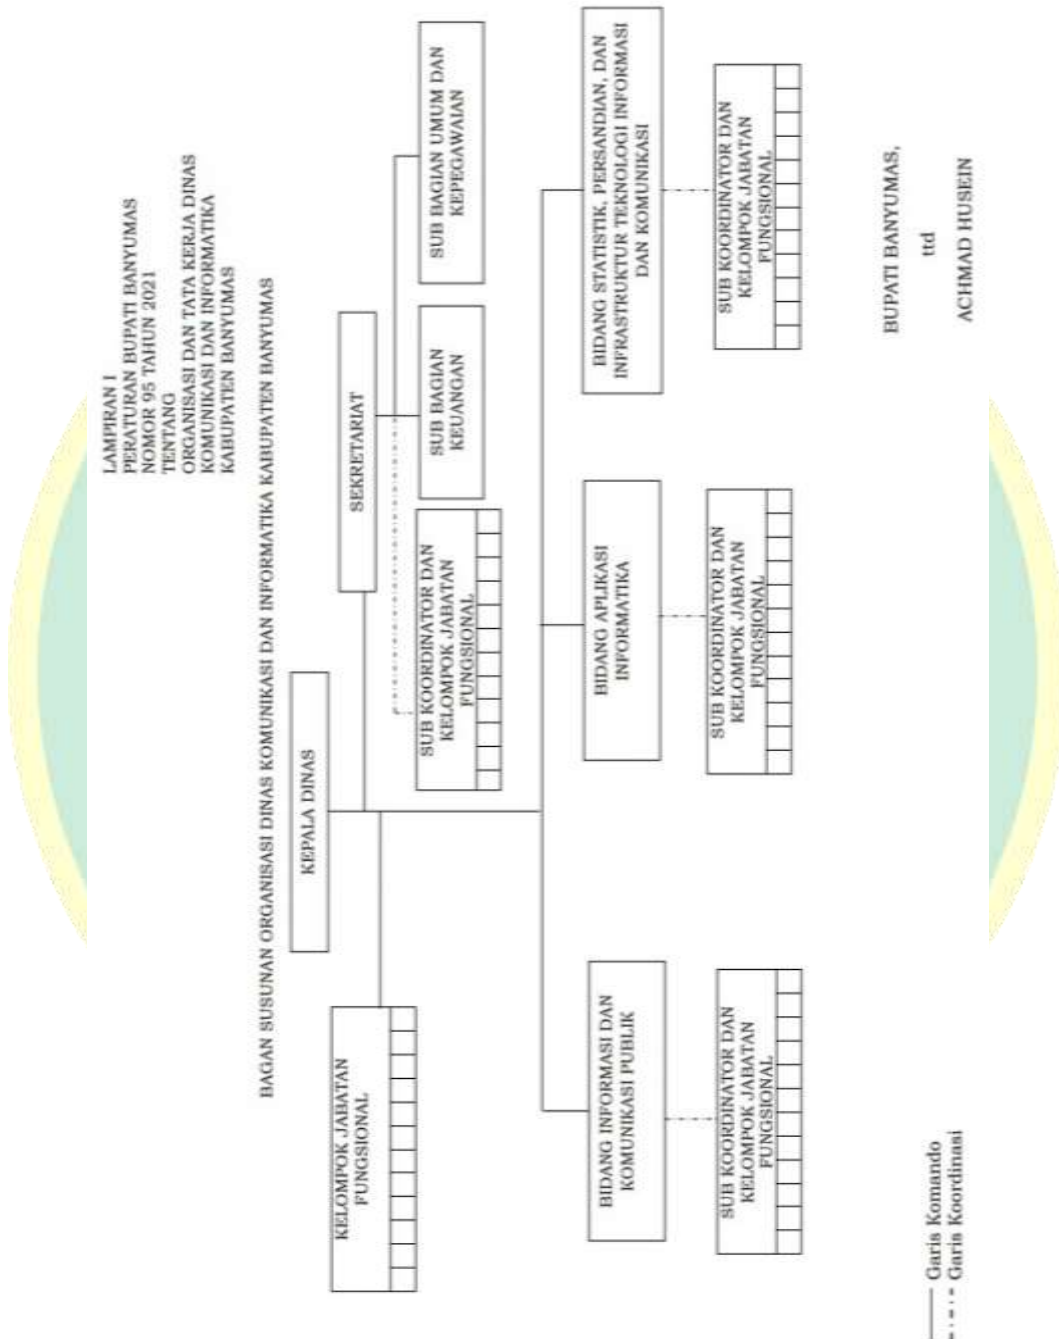 LAMPIRAN I
PERATURAN BUPATI BANYUMAS
NOMOR 95 TAHUN 2021
TENTANG
ORGANISASI DAN TATA KERJA DINAS
KOMUNIKASI DAN INFORMATIKA
KABUPATEN BANYUMAS
BAGAN SUSUNAN ORGANISASI DINAS KOMUNIKASI DAN INFORMATIKA KABUPATEN BANYUMAS
KEPALA DINAS
KELOMPOK JABATAN
FUNGSIONAL
SEKRETARIAT
SUB KOORDINATOR DAN
KELOMPOK JABATAN
FUNGSIONAL
SUB BAGIAN
KEUANGAN
SUB BAGIAN UMUM DAN
KEPEGAWAIAN
BIDANG INFORMASI DAN
KOMUNIKASI PUBLIK
BIDANG APLIKASI
INFORMATIKA
BIDANG STATISTIK, PERSANDIAN, DAN
INFRASTRUKTUR TEKNOLOGI INFORMASI
DAN KOMUNIKASI
SUB KOORDINATOR DAN
KELOMPOK JABATAN
FUNGSIONAL
SUB KOORDINATOR DAN
KELOMPOK JABATAN
FUNGSIONAL
SUB KOORDINATOR DAN
KELOMPOK JABATAN
FUNGSIONAL
BUPATI BANYUMAS,
ttd
ACHMAD HUSEIN
Garis Komando
Garis Koordinasi